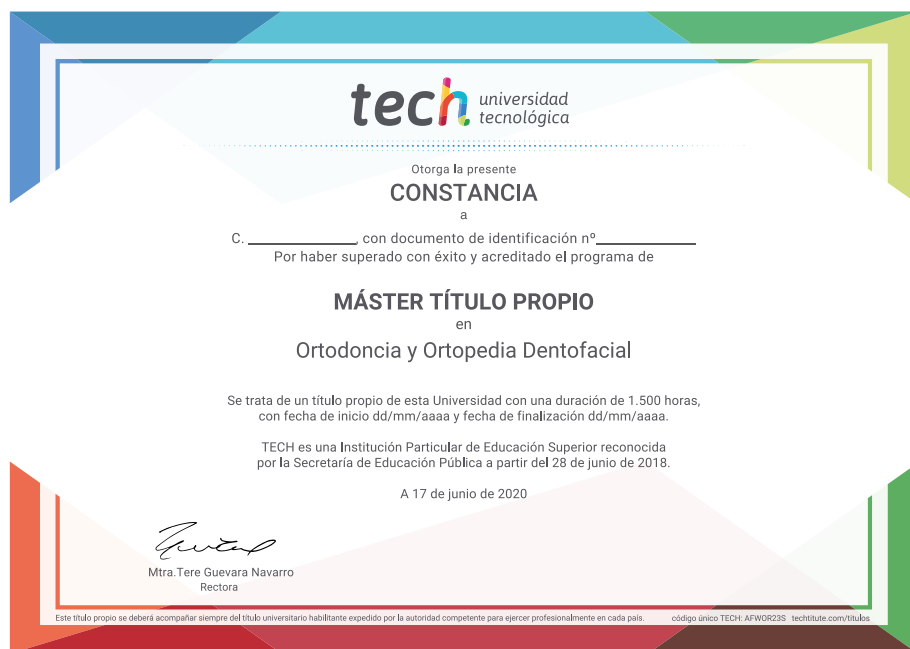 tech universidad
tecnológica
Otorga la presente
CONSTANCIA
a
C. ____________, con documento de identificación nº____________
Por haber superado con éxito y acreditado el programa de
MÁSTER TÍTULO PROPIO
en
Ortodoncia y Ortopedia Dentofacial
Se trata de un título propio de esta Universidad con una duración de 1.500 horas,
con fecha de inicio dd/mm/aaaa y fecha de finalización dd/mm/aaaa.
TECH es una Institución Particular de Educación Superior reconocida
por la Secretaría de Educación Pública a partir del 28 de junio de 2018.
A 17 de junio de 2020
Mtra.Tere Guevara Navarro
Rectora
Este título propio se deberá acompañar siempre del título universitario habilitante expedido por la autoridad competente para ejercer profesionalmente en cada país. código único TECH: AFWOR23S techtitute.com/titulos